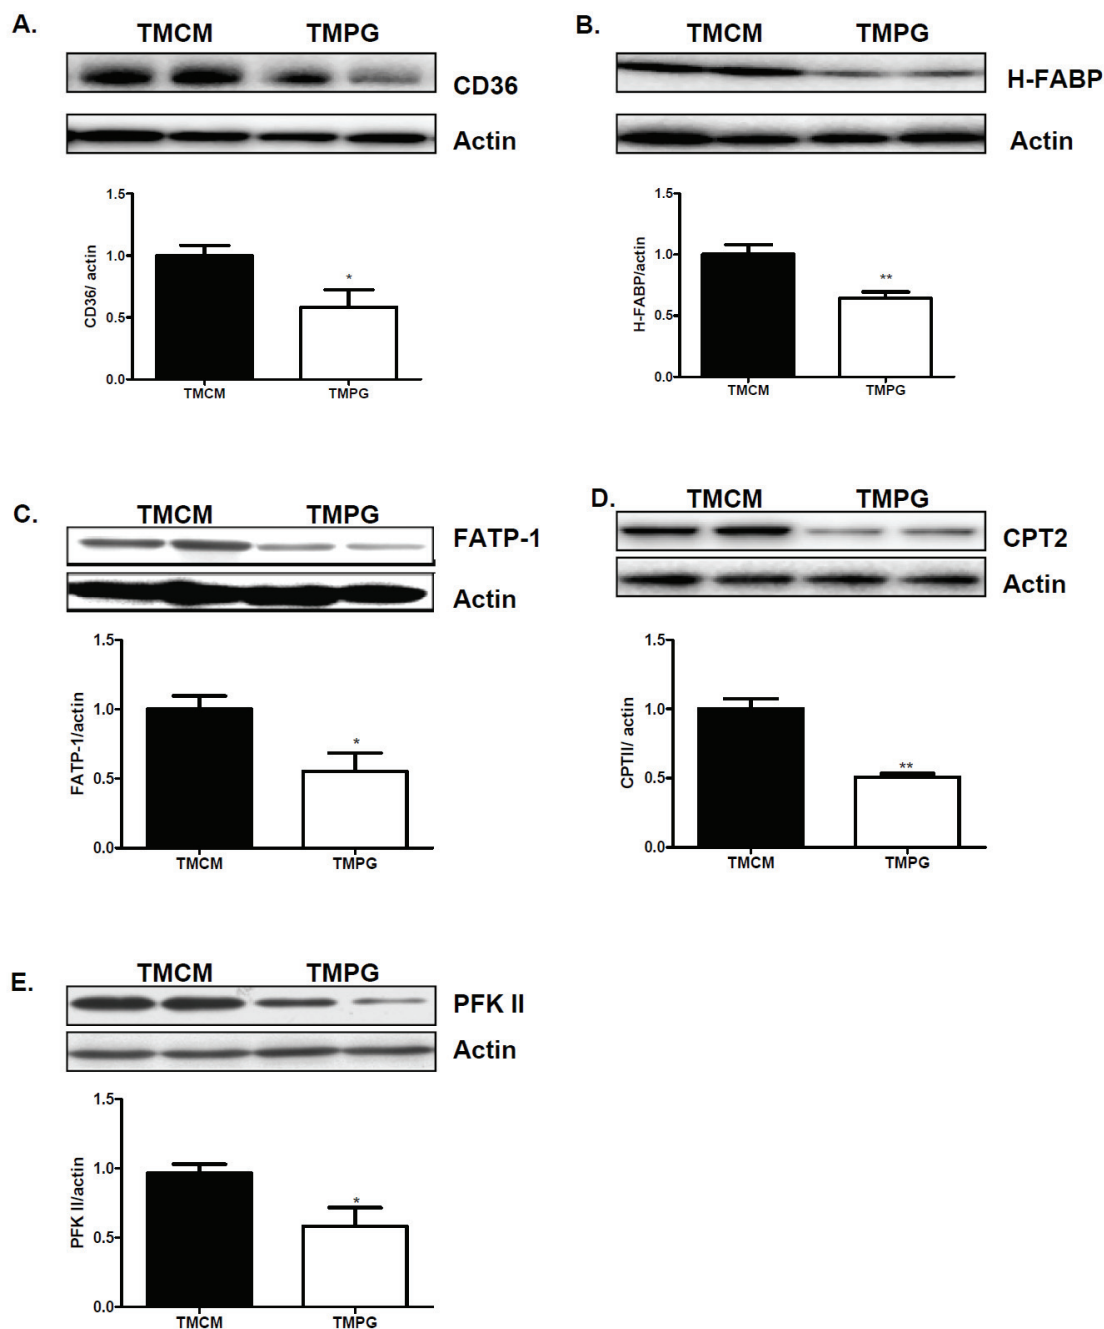 A.
TMCM TMPG
CD36
Actin
1.5
1.0
0.5
0.0
CD36/ actin
*
TMCM TMPG
B.
TMCM TMPG
H-FABP
Actin
1.5
1.0
0.5
0.0
H-FABP/actin
**
TMCM TMPG
C.
TMCM TMPG
FATP-1
Actin
1.5
1.0
0.5
0.0
FATP-1/actin
*
TMCM TMPG
D.
TMCM TMPG
CPT2
Actin
1.5
1.0
0.5
0.0
CPTII/ actin
**
TMCM TMPG
E.
TMCM TMPG
PFK II
Actin
1.5
1.0
0.5
0.0
PFK II/actin
*
TMCM TMPG